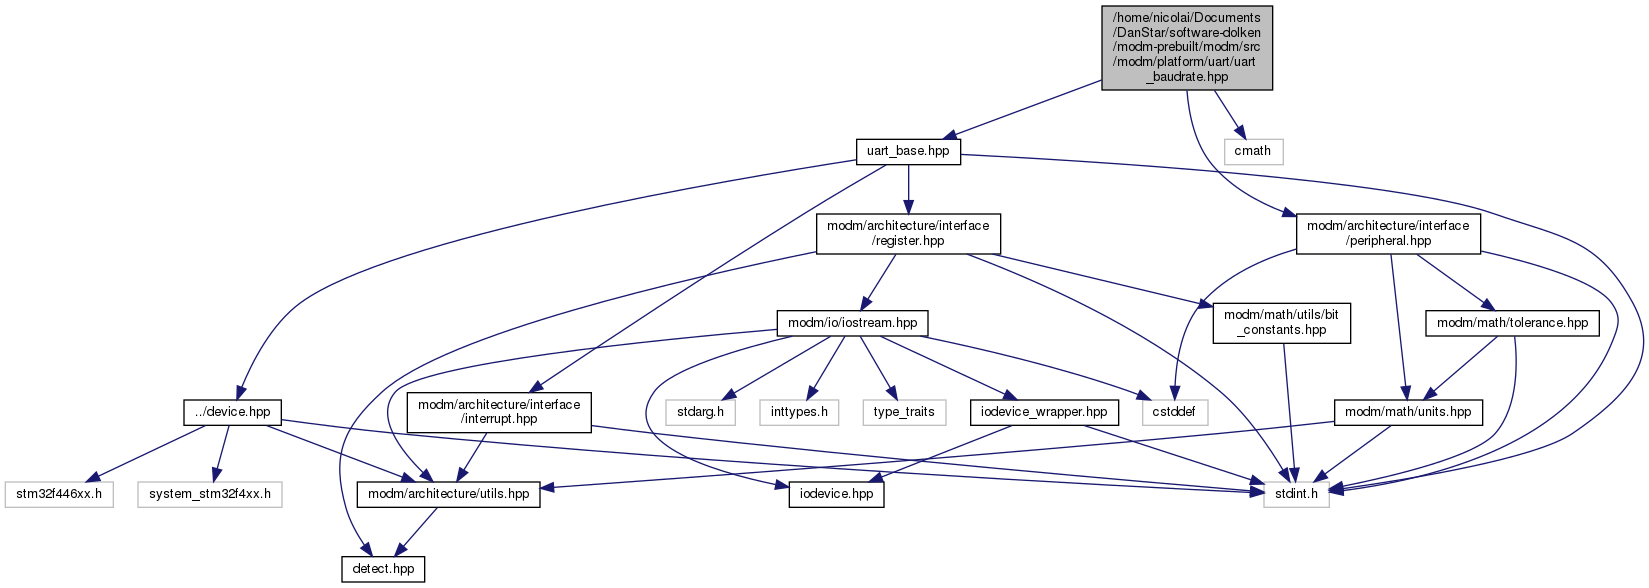 /home/nicolai/Documents
/DanStar/software-dolken
/modm-prebuilt/modm/src
/modm/platform/uart/uart
_baudrate.hpp
uart_base.hpp
cmath
modm/architecture/interface
/register.hpp
modm/architecture/interface
/peripheral.hpp
modm/io/iostream.hpp
modm/math/utils/bit
_constants.hpp
modm/math/tolerance.hpp
../device.hpp
modm/architecture/interface
/interrupt.hpp
stdarg.h
inttypes.h
type_traits
iodevice_wrapper.hpp
cstddef
modm/math/units.hpp
stm32f446xx.h
system_stm32f4xx.h
modm/architecture/utils.hpp
iodevice.hpp
stdint.h
detect.hpp